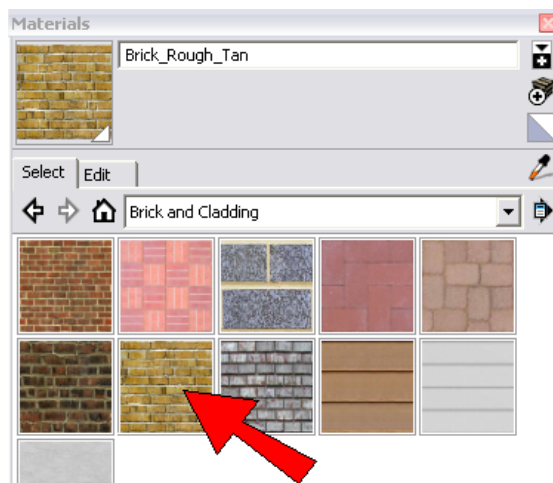 Materials
Brick_Rough_Tan
Select
Edit
Brick and Cladding